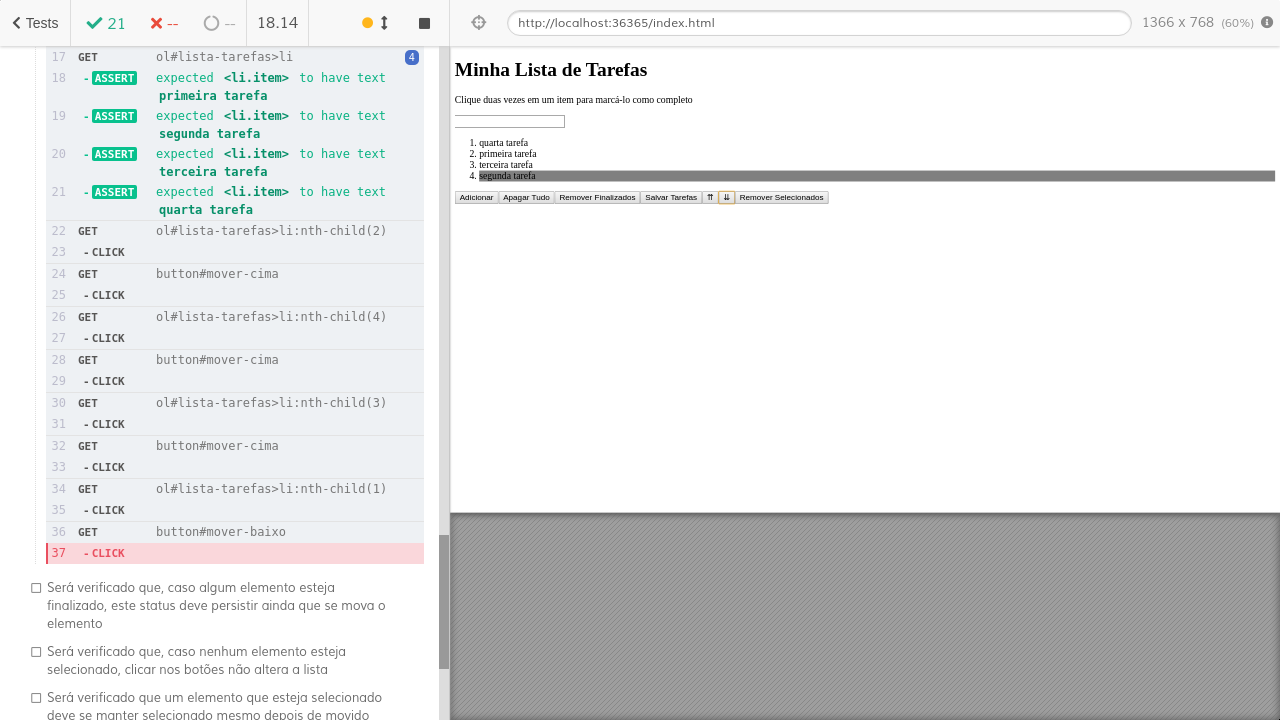 Tests
21
--
--
18.14
http://localhost:36365/index.html
1366 x 768 (60%)
17 GET ol#lista-tarefas>li 4
18 -ASSERT expected <li.item> to have text
primeira tarefa
19 -ASSERT expected <li.item> to have text
segunda tarefa
20 -ASSERT expected <li.item> to have text
terceira tarefa
21 -ASSERT expected <li.item> to have text
quarta tarefa
22 GET ol#lista-tarefas>li:nth-child(2)
23 -CLICK
24 GET button#mover-cima
25 -CLICK
26 GET ol#lista-tarefas>li:nth-child(4)
27 -CLICK
28 GET button#mover-cima
29 -CLICK
30 GET ol#lista-tarefas>li:nth-child(3)
31 -CLICK
32 GET button#mover-cima
33 -CLICK
34 GET ol#lista-tarefas>li:nth-child(1)
35 -CLICK
36 GET button#mover-baixo
37 -CLICK
Será verificado que, caso algum elemento esteja
finalizado, este status deve persistir ainda que se mova o
elemento
Será verificado que, caso nenhum elemento esteja
selecionado, clicar nos botões não altera a lista
Será verificado que um elemento que esteja selecionado
deve se manter selecionado mesmo depois de movido
Minha Lista de Tarefas
Clique duas vezes em um item para marcá-lo como completo
1. quarta tarefa
2. primeira tarefa
3. terceira tarefa
4. segunda tarefa
Adicionar Apagar Tudo Remover Finalizados Salvar Tarefas ⇈ ⇊ Remover Selecionados